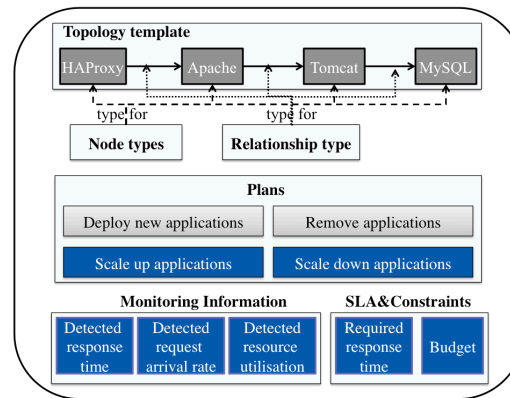 Topology template
HAProxy
Apache
Tomcat
MySQL
type for
type for
Node types
Relationship type
Plans
Deploy new applications
Remove applications
Scale up applications
Scale down applications
Monitoring Information
SLA&Constraints
Detected
response
time
Detected
request
arrival rate
Detected
resource
utilisation
Required
response
time
Budget